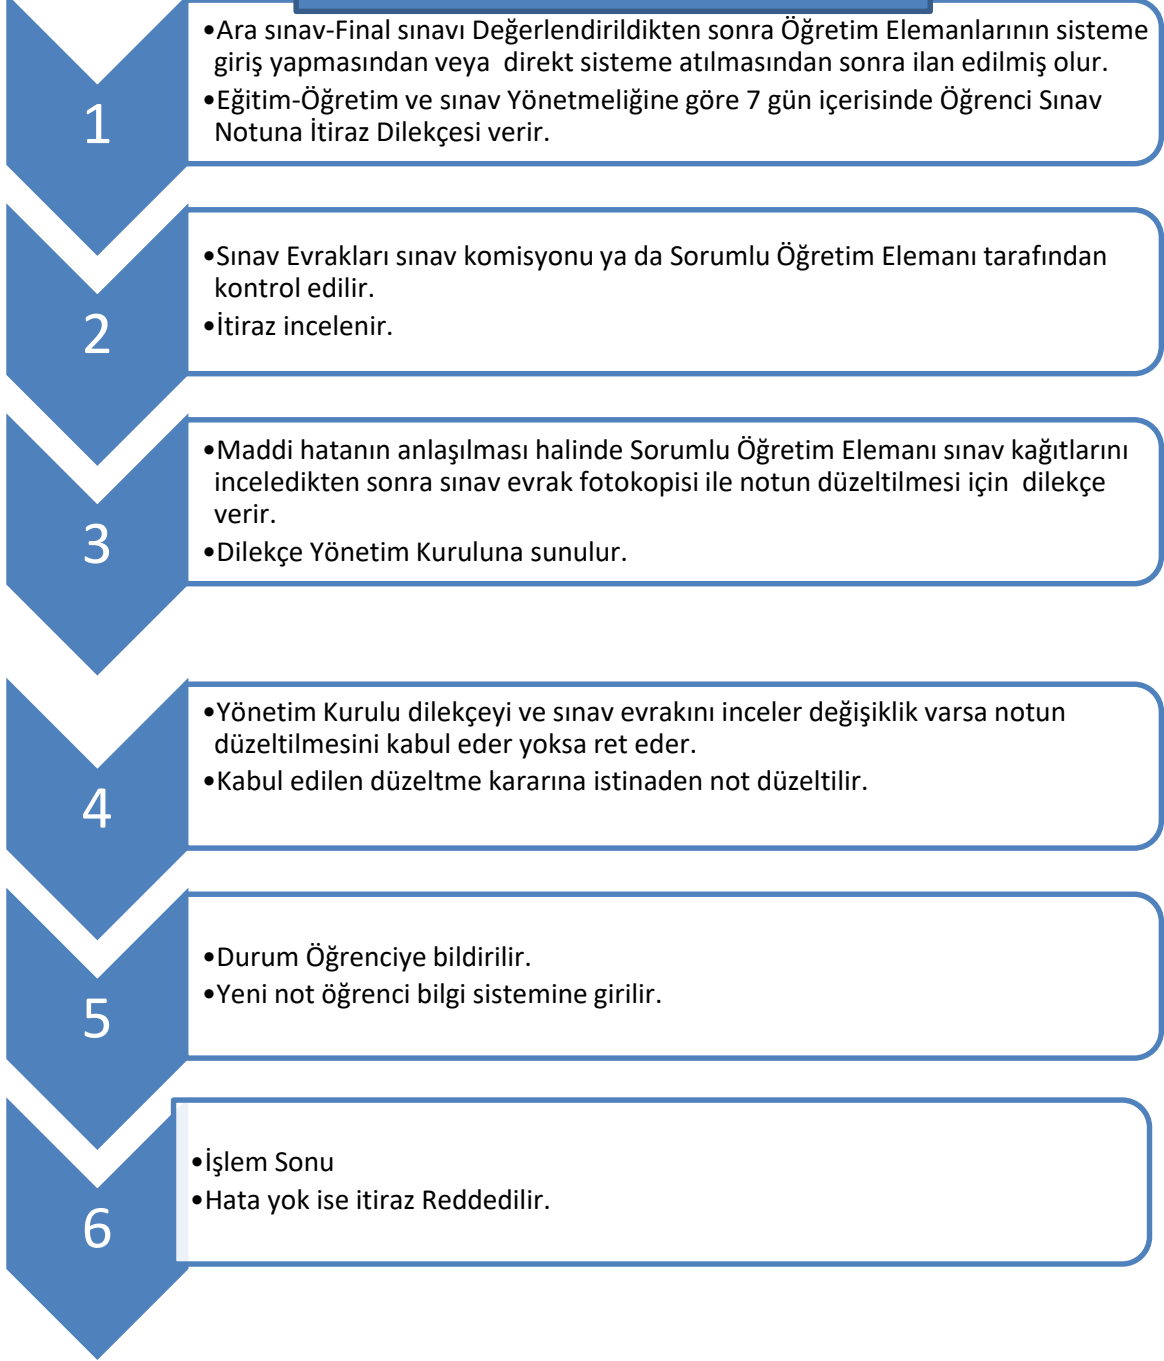 1
•Ara sınav-Final sınavı Değerlendirildikten sonra Öğretim Elemanlarının sisteme
giriş yapmasından veya direkt sisteme atılmasından sonra ilan edilmiş olur.
•Eğitim-Öğretim ve sınav Yönetmeliğine göre 7 gün içerisinde Öğrenci Sınav
Notuna İtiraz Dilekçesi verir.
2
•Sınav Evrakları sınav komisyonu ya da Sorumlu Öğretim Elemanı tarafından
kontrol edilir.
•İtiraz incelenir.
3
•Maddi hatanın anlaşılması halinde Sorumlu Öğretim Elemanı sınav kağıtlarını
inceledikten sonra sınav evrak fotokopisi ile notun düzeltilmesi için dilekçe
verir.
•Dilekçe Yönetim Kuruluna sunulur.
4
•Yönetim Kurulu dilekçeyi ve sınav evrakını inceler değişiklik varsa notun
düzeltilmesini kabul eder yoksa ret eder.
•Kabul edilen düzeltme kararına istinaden not düzeltilir.
5
•Durum Öğrenciye bildirilir.
•Yeni not öğrenci bilgi sistemine girilir.
6
•İşlem Sonu
•Hata yok ise itiraz Reddedilir.